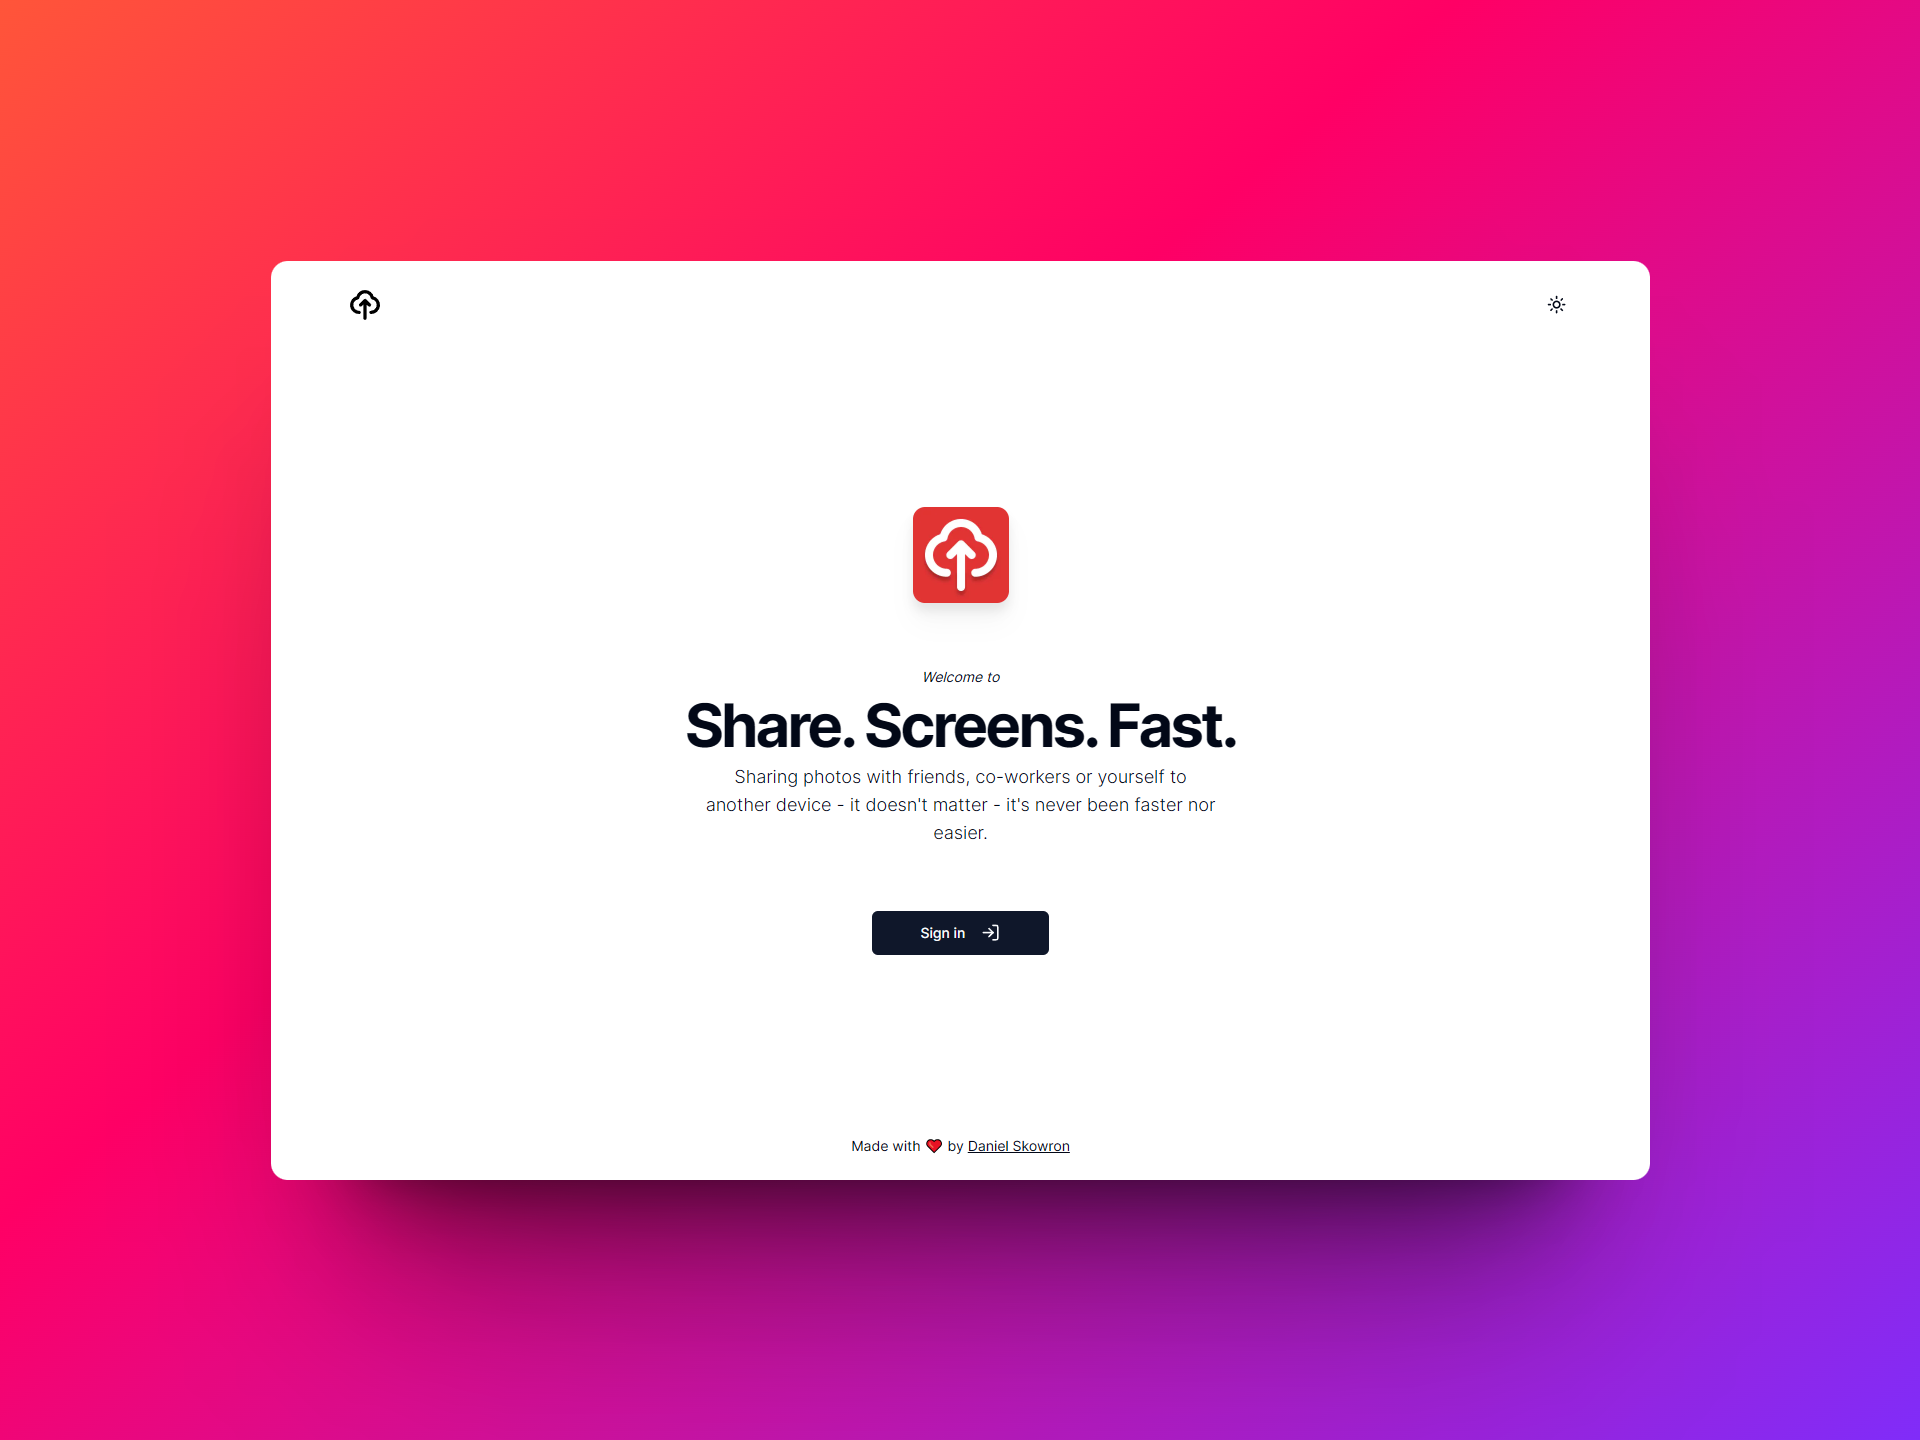 Welcome to
Share. Screens. Fast.
Sharing photos with friends, co-workers or yourself to
another device - it doesn't matter - it's never been faster nor
easier.
Sign in
Made with ❤️ by Daniel Skowron